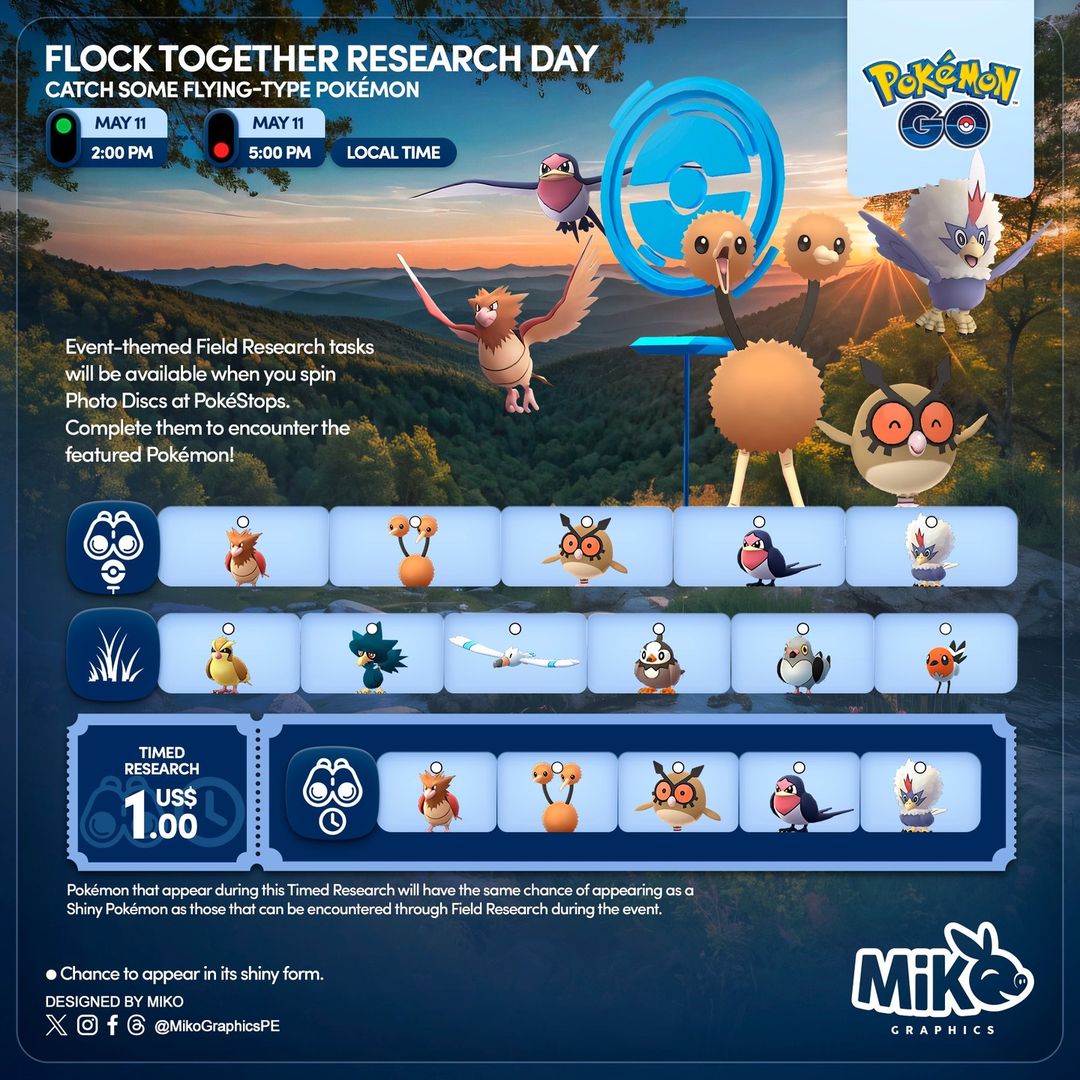 FLOCK TOGETHER RESEARCH DAY
CATCH SOME FLYING-TYPE POKÉMON
MAY 11
2:00 PM
MAY 11
5:00 PM
LOCAL TIME
POKÉMON
GO
Event-themed Field Research tasks
will be available when you spin
Photo Discs at PokéStops.
Complete them to encounter the
featured Pokémon!
TIMED
RESEARCH
1.00 US$
Pokémon that appear during this Timed Research will have the same chance of appearing as a
Shiny Pokémon as those that can be encountered through Field Research during the event.
Chance to appear in its shiny form.
DESIGNED BY MIKO
@MikoGraphicsPE
MiKO
GRAPHICS